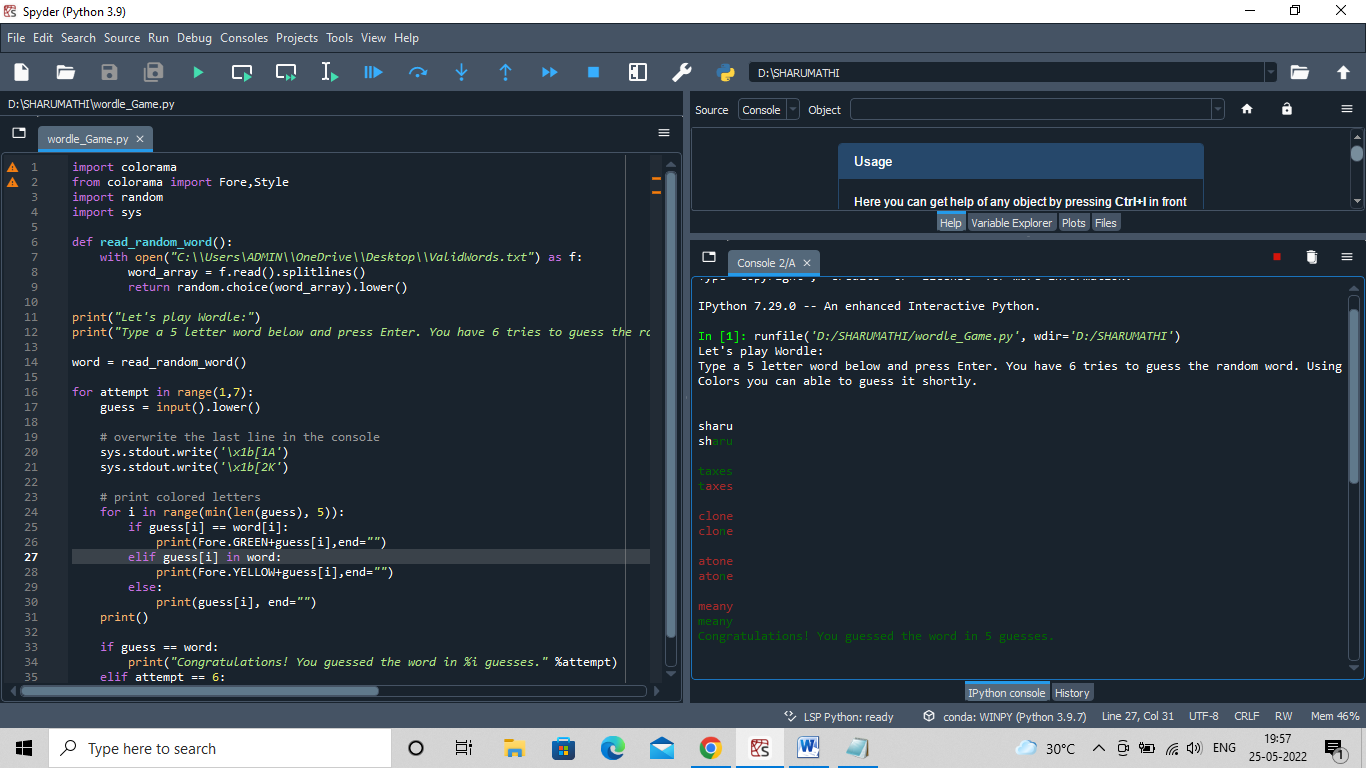 Spyder (Python 3.9)
File Edit Search Source Run Debug Consoles Projects Tools View Help
D:\SHARUMATHI
D:\SHARUMATHI\wordle_Game.py
wordle_Game.py
1 import colorama
2 from colorama import Fore,Style
3 import random
4 import sys
5
6 def read_random_word():
7     with open("C:\\Users\ADMIN\\OneDrive\\Desktop\\ValidWords.txt") as f:
8         word_array = f.read().splitlines()
9         return random.choice(word_array).lower()
10
11 print("Let's play Wordle:")
12 print("Type a 5 letter word below and press Enter. You have 6 tries to guess the ra
13
14 word = read_random_word()
15
16 for attempt in range(1,7):
17     guess = input().lower()
18
19     # overwrite the last line in the console
20     sys.stdout.write('\x1b[1A')
21     sys.stdout.write('\x1b[2K')
22
23     # print colored letters
24     for i in range(min(len(guess), 5)):
25         if guess[i] == word[i]:
26             print(Fore.GREEN+guess[i],end="")
27         elif guess[i] in word:
28             print(Fore.YELLOW+guess[i],end="")
29         else:
30             print(guess[i], end="")
31     print()
32
33     if guess == word:
34         print("Congratulations! You guessed the word in %i guesses." %attempt)
35     elif attempt == 6:
Source Console Object
Usage
Here you can get help of any object by pressing Ctrl+I in front
Help Variable Explorer Plots Files
Console 2/A
IPython 7.29.0 -- An enhanced Interactive Python.
In [1]: runfile('D:/SHARUMATHI/wordle_Game.py', wdir='D:/SHARUMATHI')
Let's play Wordle:
Type a 5 letter word below and press Enter. You have 6 tries to guess the random word. Using
Colors you can able to guess it shortly.
sharu
sharu
taxes
taxes
clone
clone
atone
atone
meany
meany
Congratulations! You guessed the word in 5 guesses.
IPython console History
LSP Python: ready conda: WINPY (Python 3.9.7) Line 27, Col 31 UTF-8 CRLF RW Mem 46%
Type here to search
30°C ENG 19:57
25-05-2022
1